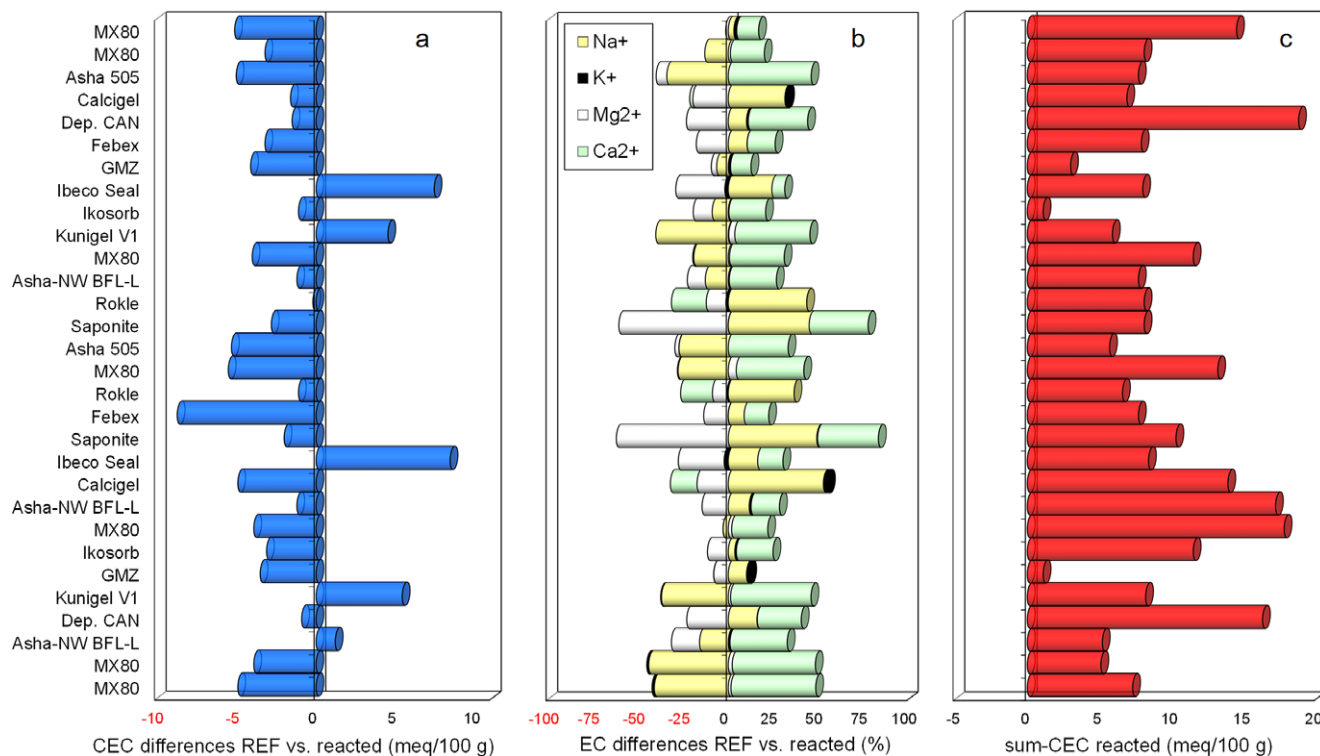 MX80
MX80
Asha 505
Calcigel
Dep. CAN
Febex
GMZ
Ibeco Seal
Ikosorb
Kunigel V1
MX80
Asha-NW BFL-L
Rokle
Saponite
Asha 505
MX80
Rokle
Febex
Saponite
Ibeco Seal
Calcigel
Asha-NW BFL-L
MX80
Ikosorb
GMZ
Kunigel V1
Dep. CAN
Asha-NW BFL-L
MX80
MX80
a
-10 -5 0 5 10
CEC differences REF vs. reacted (meq/100 g)
b
Na+
K+
Mg2+
Ca2+
-100 -75 -50 -25 0 25 50 75 100
EC differences REF vs. reacted (%)
c
-5 0 5 10 15 20
sum-CEC reacted (meq/100 g)